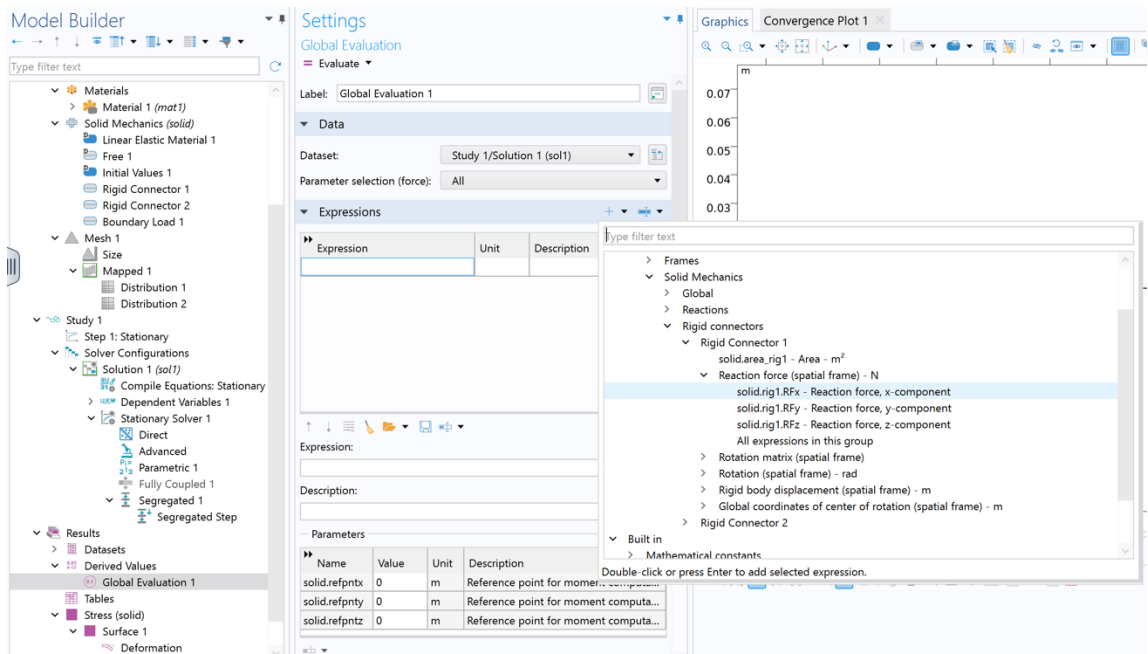 Model Builder
Type filter text
Materials
Material 1 (mat1)
Solid Mechanics (solid)
Linear Elastic Material 1
Free 1
Initial Values 1
Rigid Connector 1
Rigid Connector 2
Boundary Load 1
Mesh 1
Size
Mapped 1
Distribution 1
Distribution 2
Study 1
Step 1: Stationary
Solver Configurations
Solution 1 (sol1)
Compile Equations: Stationary
Dependent Variables 1
Stationary Solver 1
Direct
Advanced
Parametric 1
Fully Coupled 1
Segregated 1
Segregated Step
Results
Datasets
Derived Values
Global Evaluation 1
Tables
Stress (solid)
Surface 1
Deformation
Settings
Global Evaluation
= Evaluate
Label: Global Evaluation 1
Data
Dataset: Study 1/Solution 1 (sol1)
Parameter selection (force): All
Expressions
Expression Unit Description
Expression:
Description:
Parameters
Name Value Unit Description
solid.refpntx 0 m Reference point for moment computa...
solid.refpnty 0 m Reference point for moment computa...
solid.refpntz 0 m Reference point for moment computa...
Graphics Convergence Plot 1
m
0.07
0.06
0.05
0.04
0.03
Type filter text
Frames
Solid Mechanics
Global
Reactions
Rigid connectors
Rigid Connector 1
solid.area_rig1 - Area - m²
Reaction force (spatial frame) - N
solid.rig1.RFx - Reaction force, x-component
solid.rig1.RFy - Reaction force, y-component
solid.rig1.RFz - Reaction force, z-component
All expressions in this group
Rotation matrix (spatial frame)
Rotation (spatial frame) - rad
Rigid body displacement (spatial frame) - m
Global coordinates of center of rotation (spatial frame) - m
Rigid Connector 2
Built in
Mathematical constants
Double-click or press Enter to add selected expression.